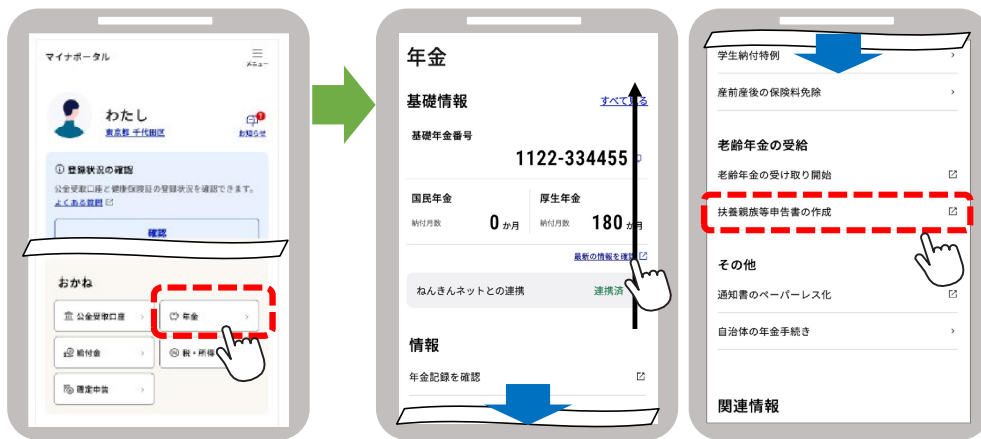 マイナポータル
メニュー
わたし
東京都 千代田区
お知らせ
登録状況の確認
公金受取口座と健康保険証の登録状況を確認できます。
よくある質問
確認
おかね
公金受取口座
年金
給付金
税・所得
確定申告
年金
基礎情報
すべて見る
基礎年金番号
1122-334455
国民年金
厚生年金
納付月数
0か月
納付月数
180か月
最新の情報を確認
ねんきんネットとの連携
連携済
情報
年金記録を確認
学生納付特例
産前産後の保険料免除
老齢年金の受給
老齢年金の受け取り開始
扶養親族等申告書の作成
その他
通知書のペーパーレス化
自治体の年金手続き
関連情報